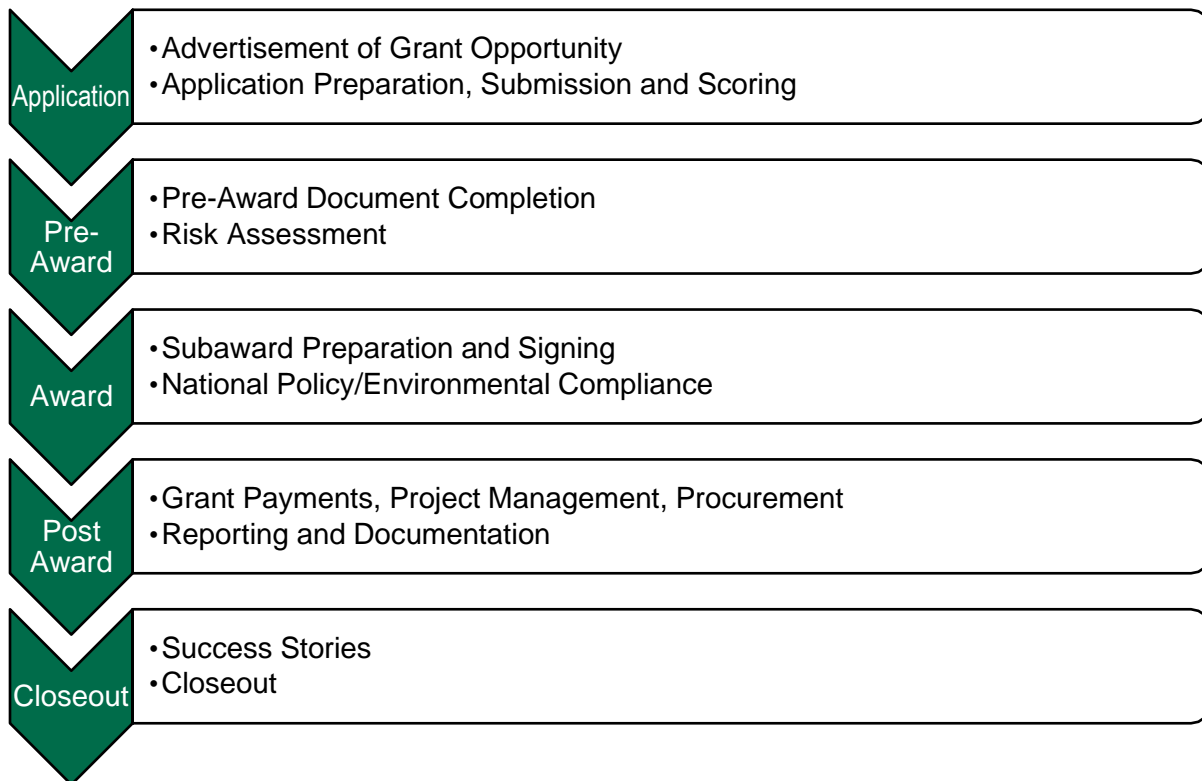 Application
•Advertisement of Grant Opportunity
•Application Preparation, Submission and Scoring
Pre-
Award
•Pre-Award Document Completion
•Risk Assessment
Award
•Subaward Preparation and Signing
•National Policy/Environmental Compliance
Post
Award
•Grant Payments, Project Management, Procurement
•Reporting and Documentation
Closeout
•Success Stories
•Closeout